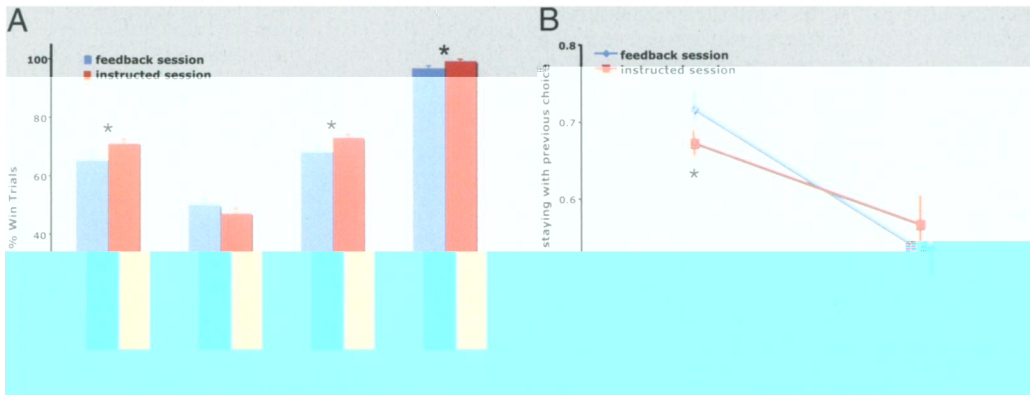 A
100
80
60
40
% Win Trials
feedback session
instructed session
*
*
*
B
0.8
0.7
0.6
staying with previous choice
feedback session
instructed session
*